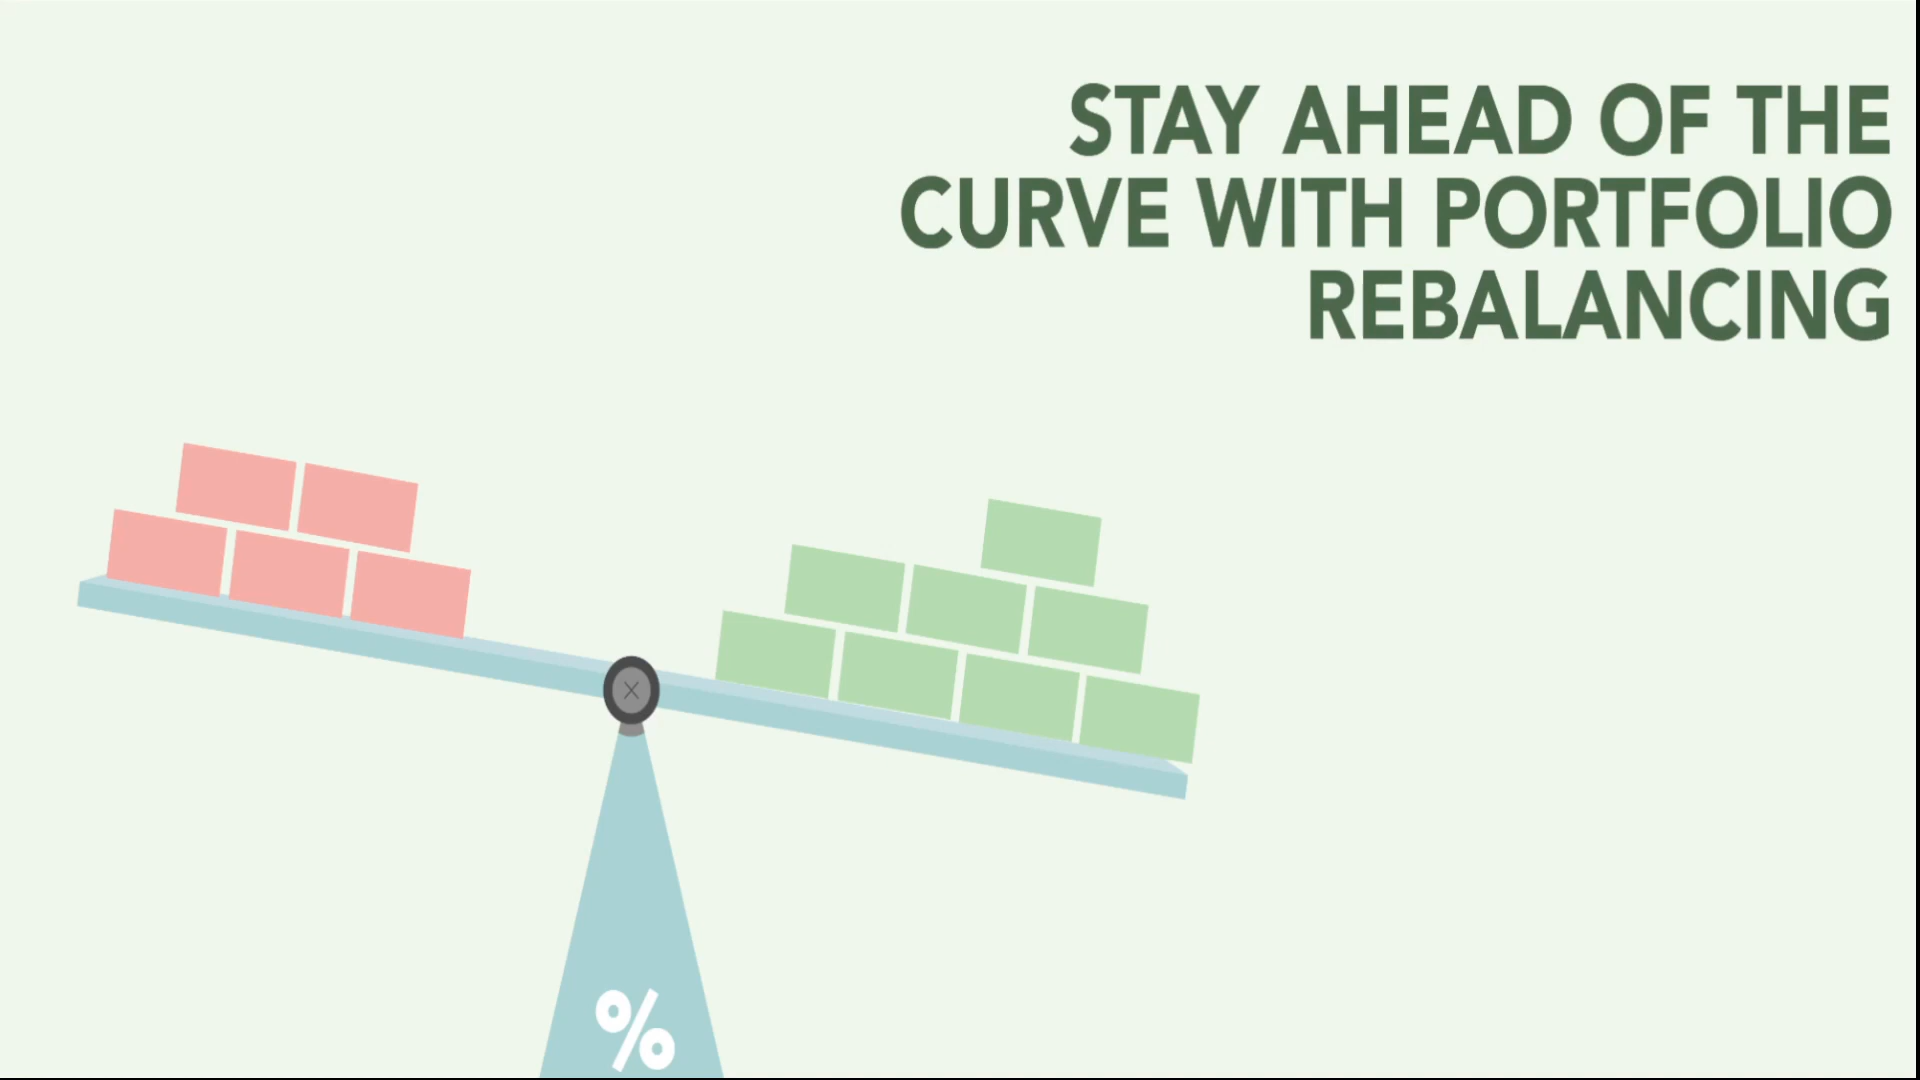 STAY AHEAD OF THE
CURVE WITH PORTFOLIO
REBALANCING
%